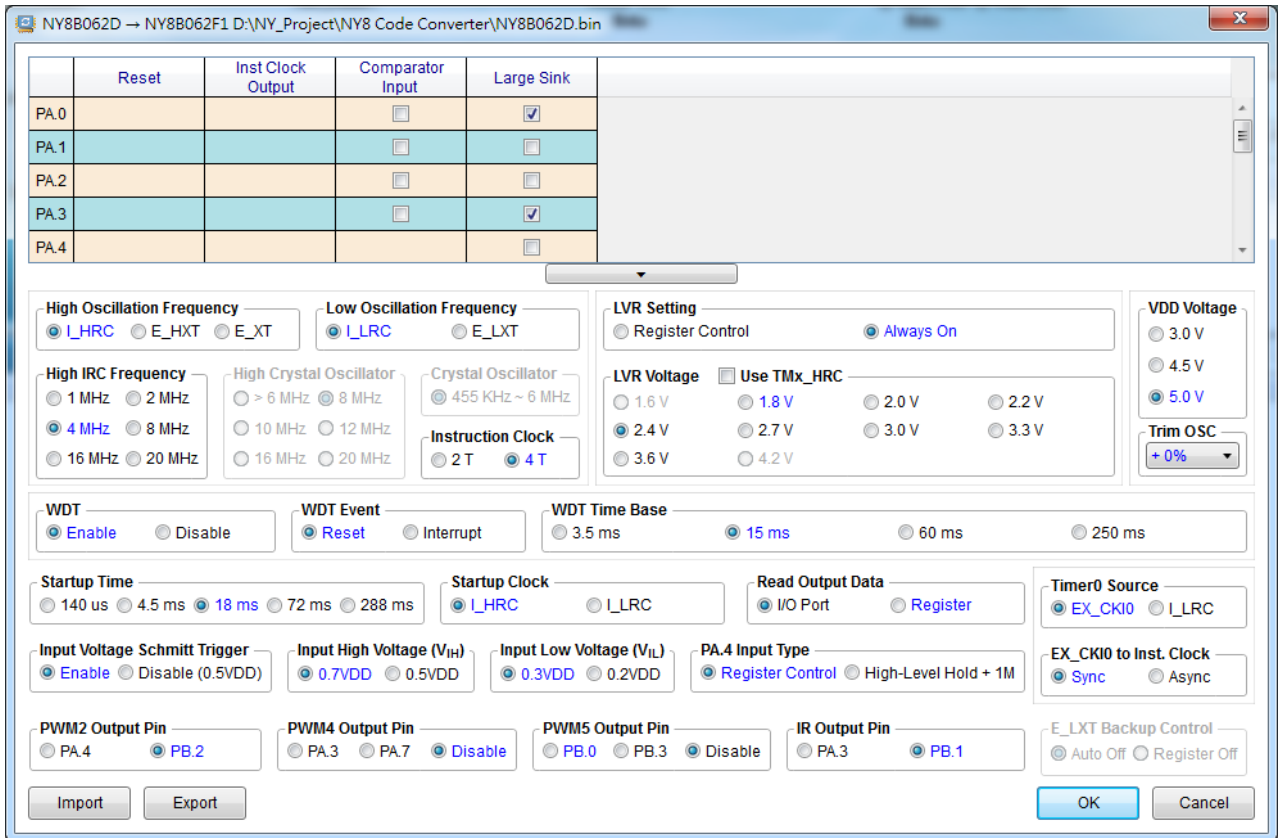 NY8B062D → NY8B062F1 D:\NY_Project\NY8 Code Converter\NY8B062D.bin
Reset Inst Clock Output Comparator Input Large Sink
PA.0
PA.1
PA.2
PA.3
PA.4
High Oscillation Frequency Low Oscillation Frequency LVR Setting VDD Voltage
I_HRC E_HXT E_XT I_LRC E_LXT Register Control Always On 3.0 V
4.5 V
High IRC Frequency High Crystal Oscillator Crystal Oscillator LVR Voltage Use TMx_HRC
1 MHz 2 MHz > 6 MHz 8 MHz 455 KHz ~ 6 MHz 1.6 V 1.8 V 2.0 V 2.2 V 5.0 V
4 MHz 8 MHz 10 MHz 12 MHz Instruction Clock 2.4 V 2.7 V 3.0 V 3.3 V Trim OSC
16 MHz 20 MHz 16 MHz 20 MHz 2 T 4 T 3.6 V 4.2 V + 0%
WDT WDT Event WDT Time Base
Enable Disable Reset Interrupt 3.5 ms 15 ms 60 ms 250 ms
Startup Time Startup Clock Read Output Data Timer0 Source
140 us 4.5 ms 18 ms 72 ms 288 ms I_HRC I_LRC I/O Port Register EX_CKI0 I_LRC
Input Voltage Schmitt Trigger Input High Voltage (VIH) Input Low Voltage (VIL) PA.4 Input Type EX_CKI0 to Inst. Clock
Enable Disable (0.5VDD) 0.7VDD 0.5VDD 0.3VDD 0.2VDD Register Control High-Level Hold + 1M Sync Async
PWM2 Output Pin PWM4 Output Pin PWM5 Output Pin IR Output Pin E_LXT Backup Control
PA.4 PB.2 PA.3 PA.7 Disable PB.0 PB.3 Disable PA.3 PB.1 Auto Off Register Off
Import Export OK Cancel